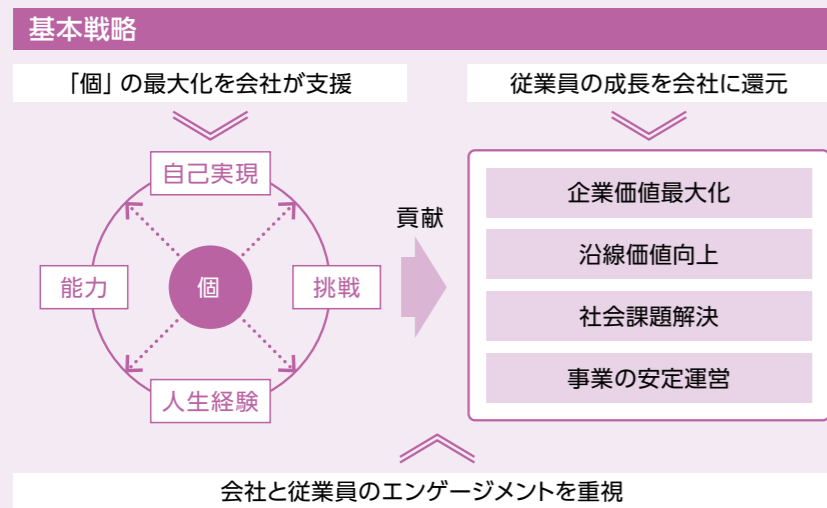 基本戦略
「個」の最大化を会社が支援
従業員の成長を会社に還元
自己実現
能力
個
挑戦
人生経験
貢献
企業価値最大化
沿線価値向上
社会課題解決
事業の安定運営
会社と従業員のエンゲージメントを重視